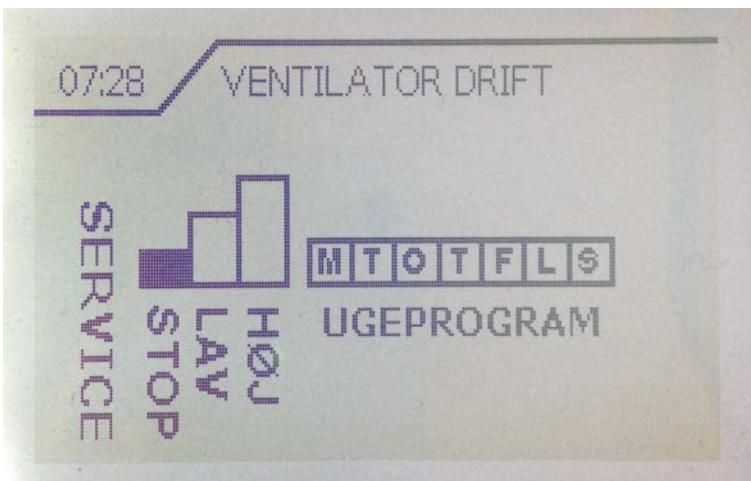 07:28
VENTILATOR DRIFT
SERVICE
STOP
LAV
HØJ
M T O T F L S
UGEPROGRAM